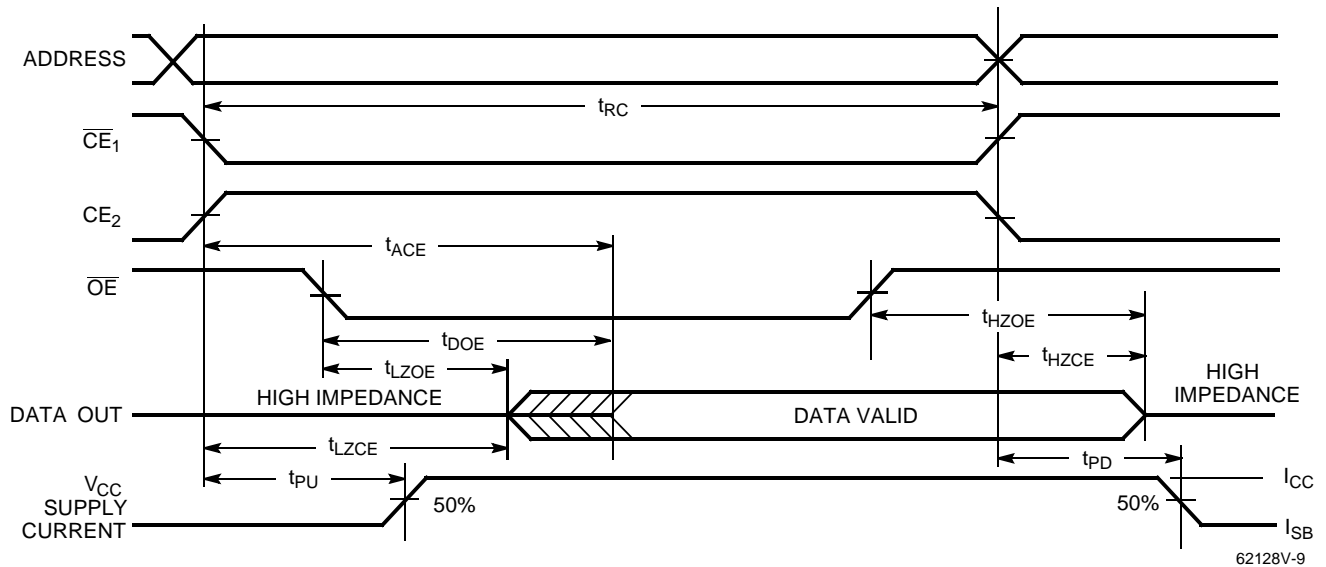 ADDRESS
tRC
CE1
CE2
tACE
OE
tHZOE
tDOE
tHZCE
tLZOE
HIGH IMPEDANCE
HIGH
IMPEDANCE
DATA OUT
DATA VALID
tLZCE
tPD
tPU
VCC
SUPPLY
CURRENT
50%
50%
ICC
ISB
62128V-9